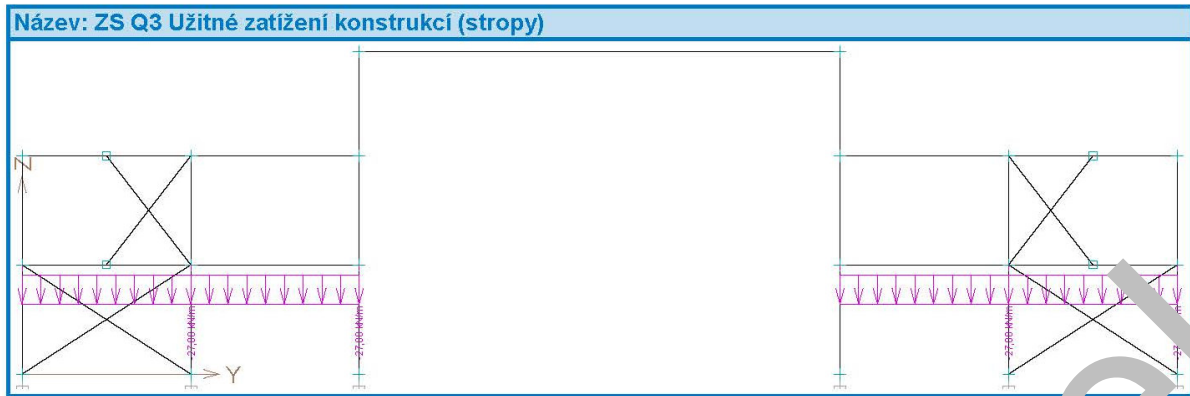 Název: ZS Q3 Užitné zatížení konstrukcí (stropy)
N
Y
-27,00 kN/m
-27,00 kN/m
-27,00 kN/m